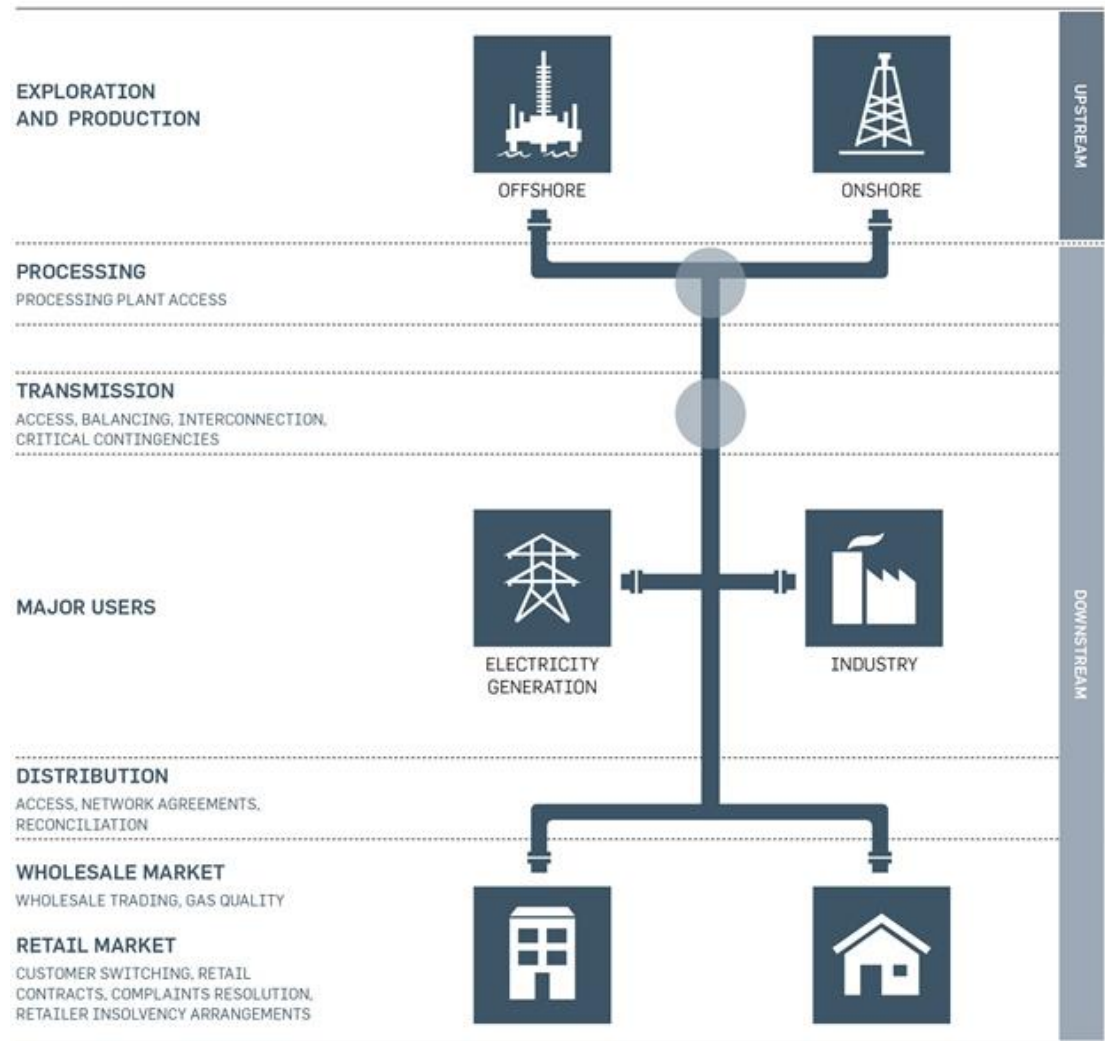 EXPLORATION
AND PRODUCTION
OFFSHORE
ONSHORE
UPSTREAM
PROCESSING
PROCESSING PLANT ACCESS
TRANSMISSION
ACCESS, BALANCING, INTERCONNECTION,
CRITICAL CONTINGENCIES
MAJOR USERS
ELECTRICITY
GENERATION
INDUSTRY
DOWNSTREAM
DISTRIBUTION
ACCESS, NETWORK AGREEMENTS,
RECONCILIATION
WHOLESALE MARKET
WHOLESALE TRADING, GAS QUALITY
RETAIL MARKET
CUSTOMER SWITCHING, RETAIL
CONTRACTS, COMPLAINTS RESOLUTION,
RETAILER INSOLVENCY ARRANGEMENTS